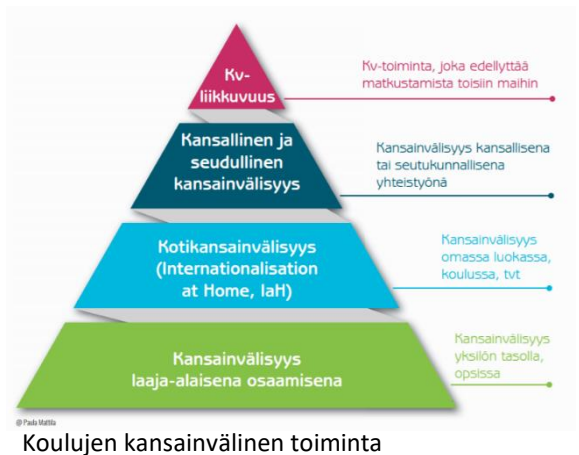 Kv-
liikkuvuus
Kv-toiminta, joka edellyttää
matkustamista toisiin maihin
Kansallinen ja
seudullinen
kansainvälisyys
Kansainvälisyys kansallisena
tai seutukunnallisena
yhteistyönä
Kotikansainvälisyys
(Internationalisation
at Home, IaH)
Kansainvälisyys
omassa luokassa,
koulussa, tvt
Kansainvälisyys
laaja-alaisena osaamisena
Kansainvälisyys
yksilön tasolla,
opsissa
@ Paula Mattila
Koulujen kansainvälinen toiminta